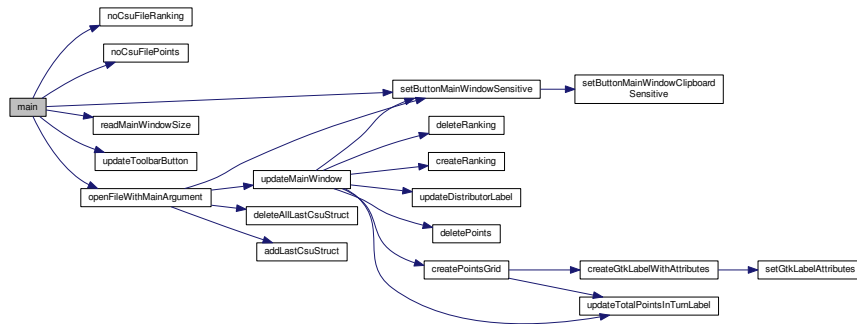 noCsuFileRanking
noCsuFilePoints
main
setButtonMainWindowSensitive
setButtonMainWindowClipboard
Sensitive
readMainWindowSize
deleteRanking
updateToolbarButton
createRanking
updateMainWindow
openFileWithMainArgument
updateDistributorLabel
deleteAllLastCsuStruct
deletePoints
addLastCsuStruct
createPointsGrid
createGtkLabelWithAttributes
setGtkLabelAttributes
updateTotalPointsInTurnLabel